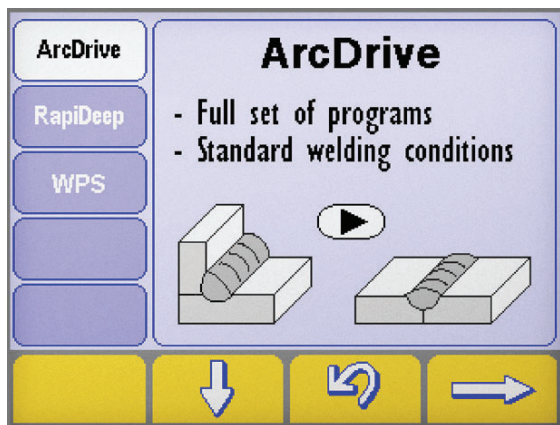 ArcDrive
RapiDeep
WPS
ArcDrive
- Full set of programs
- Standard welding conditions